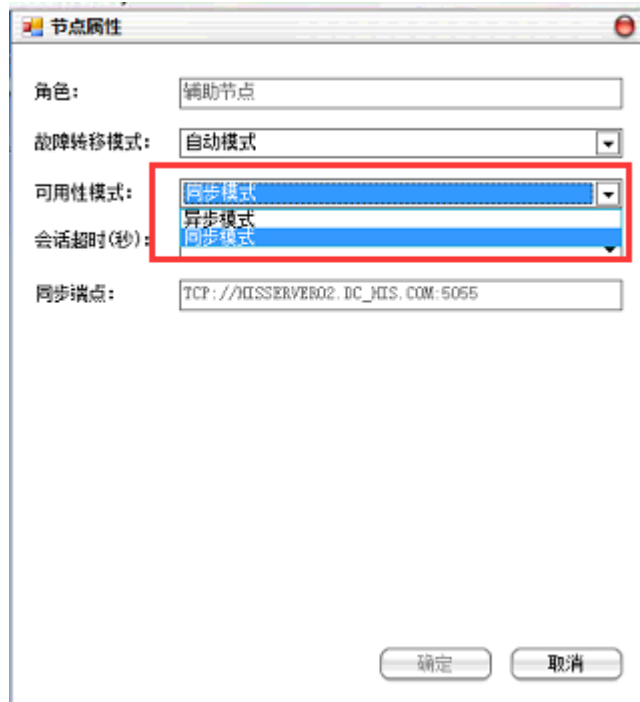 节点属性
角色: 辅助节点
故障转移模式: 自动模式
可用性模式: 同步模式
异步模式
会话超时(秒): 同步模式
同步端点: TCP://HISSERVER02.DC_HIS.COM:5055
确定 取消